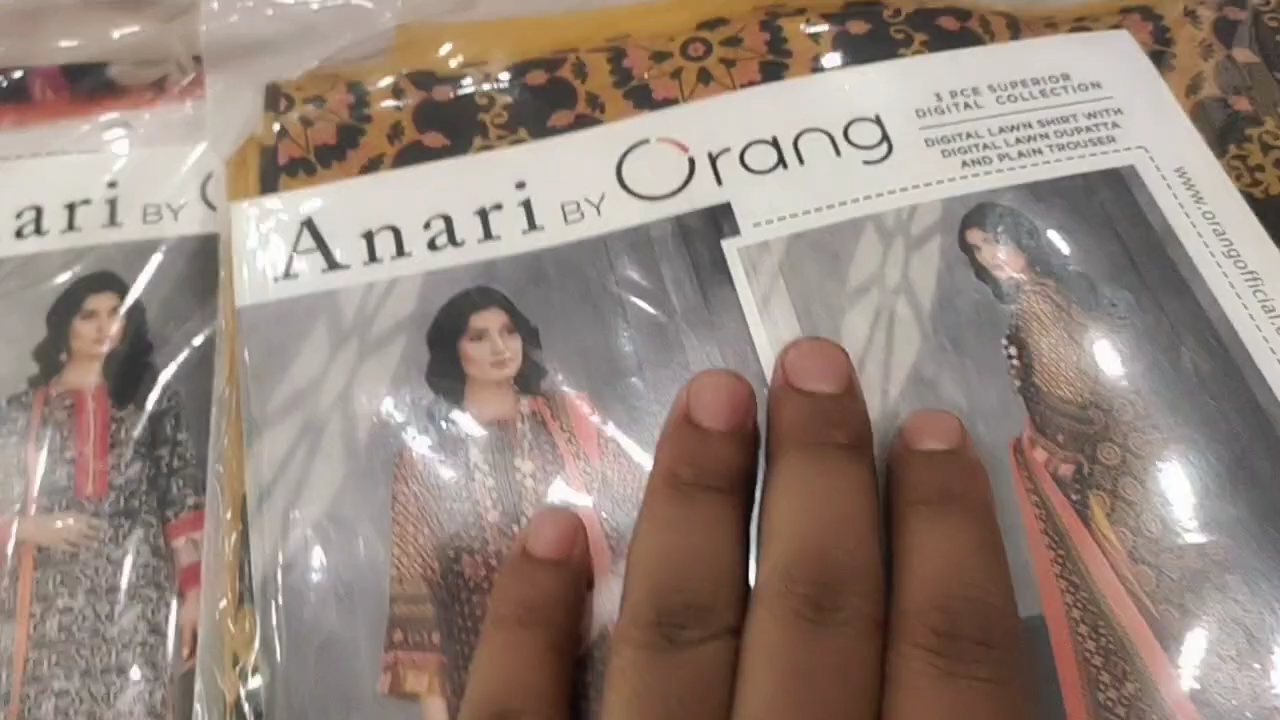 ari BY
Anari BY Orang
3 PCE SUPERIOR
DIGITAL COLLECTION
DIGITAL LAWN SHIRT WITH
DIGITAL LAWN DUPATTA
AND PLAIN TROUSER
www.orangofficial.